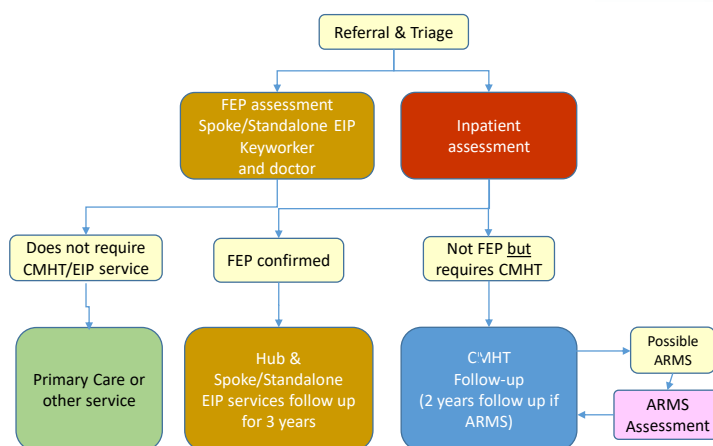 Referral & Triage
FEP assessment
Spoke/Standalone EIP
Keyworker
and doctor
Inpatient
assessment
Does not require
CMHT/EIP service
FEP confirmed
Not FEP but
requires CMHT
Primary Care or
other service
Hub &
Spoke/Standalone
EIP services follow up
for 3 years
CMHT
Follow-up
(2 years follow up if
ARMS)
Possible
ARMS
ARMS
Assessment